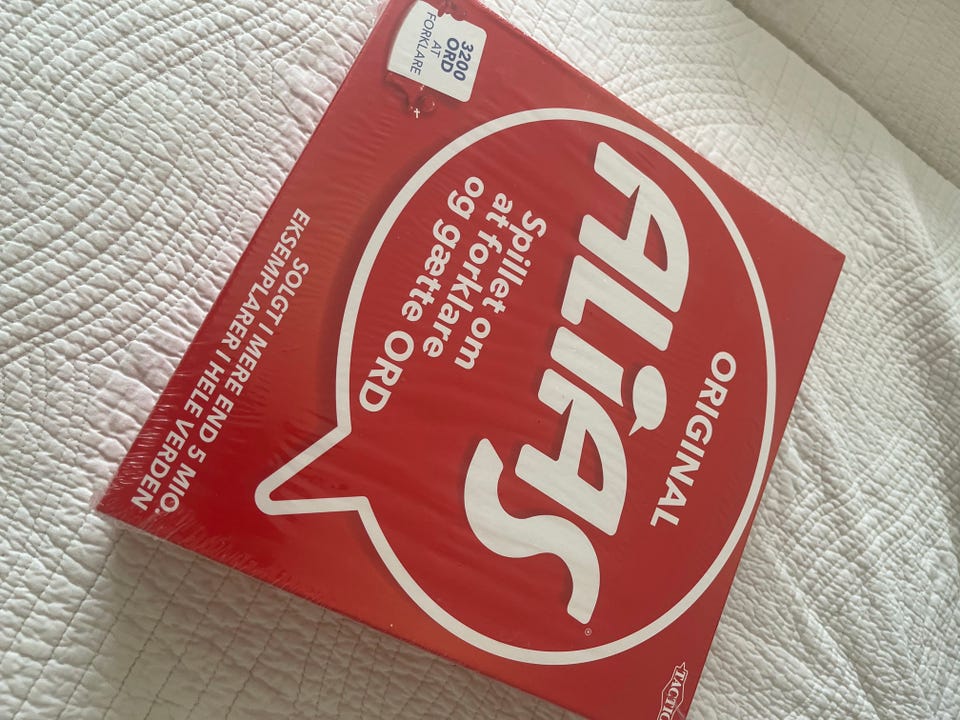 ORIGINAL
ALIAS
®
Spillet om
at forklare
og gætte ORD
3200
ORD
AT
FORKLARE
SOLGT I MERE END 5 MIO.
EKSEMPLARER I HELE VERDEN
TACTIC